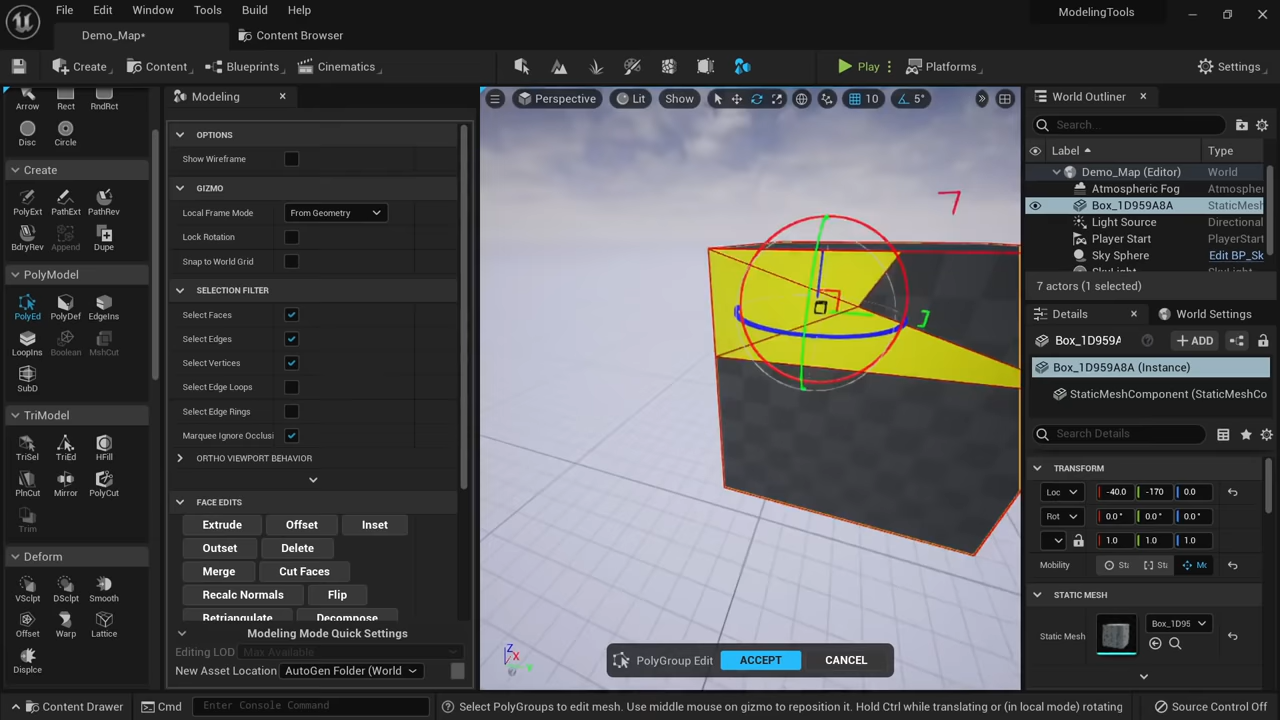 File Edit Window Tools Build Help
ModelingTools
Demo_Map*
Content Browser
Create
Content
Blueprints
Cinematics
Play
Platforms
Settings
Arrow Rect RndRct
Disc Circle
Create
PolyExt PathExt PathRev
BdryRev Append Dupe
PolyModel
PolyEd PolyDef EdgeIns
LoopIns Boolean MshCut
SubD
TriModel
TriSel TriEd HFill
PlnCut Mirror PolyCut
Trim
Deform
VSclpt DSclpt Smooth
Offset Warp Lattice
Displce
Modeling
OPTIONS
Show Wireframe
GIZMO
Local Frame Mode From Geometry
Lock Rotation
Snap to World Grid
SELECTION FILTER
Select Faces
Select Edges
Select Vertices
Select Edge Loops
Select Edge Rings
Marquee Ignore Occlusi
ORTHO VIEWPORT BEHAVIOR
FACE EDITS
Extrude Offset Inset
Outset Delete
Merge Cut Faces
Recalc Normals Flip
Retriangulate Decompose
Modeling Mode Quick Settings
Editing LOD Max Available
New Asset Location AutoGen Folder (World
Perspective Lit Show 10 5°
Z X
PolyGroup Edit ACCEPT CANCEL
World Outliner
Search...
Label Type
Demo_Map (Editor) World
Atmospheric Fog Atmosphe
Box_1D959A8A StaticMesh
Light Source Directional
Player Start PlayerStart
Sky Sphere Edit BP_Sk
7 actors (1 selected)
Details World Settings
Box_1D959A ADD
Box_1D959A8A (Instance)
StaticMeshComponent (StaticMeshCo
Search Details
TRANSFORM
Loc -40.0 -170 0.0
Rot 0.0° 0.0° 0.0°
1.0 1.0 1.0
Mobility St St Mo
STATIC MESH
Static Mesh Box_1D95
Content Drawer Cmd Enter Console Command
Select PolyGroups to edit mesh. Use middle mouse on gizmo to reposition it. Hold Ctrl while translating or (in local mode) rotating
Source Control Off